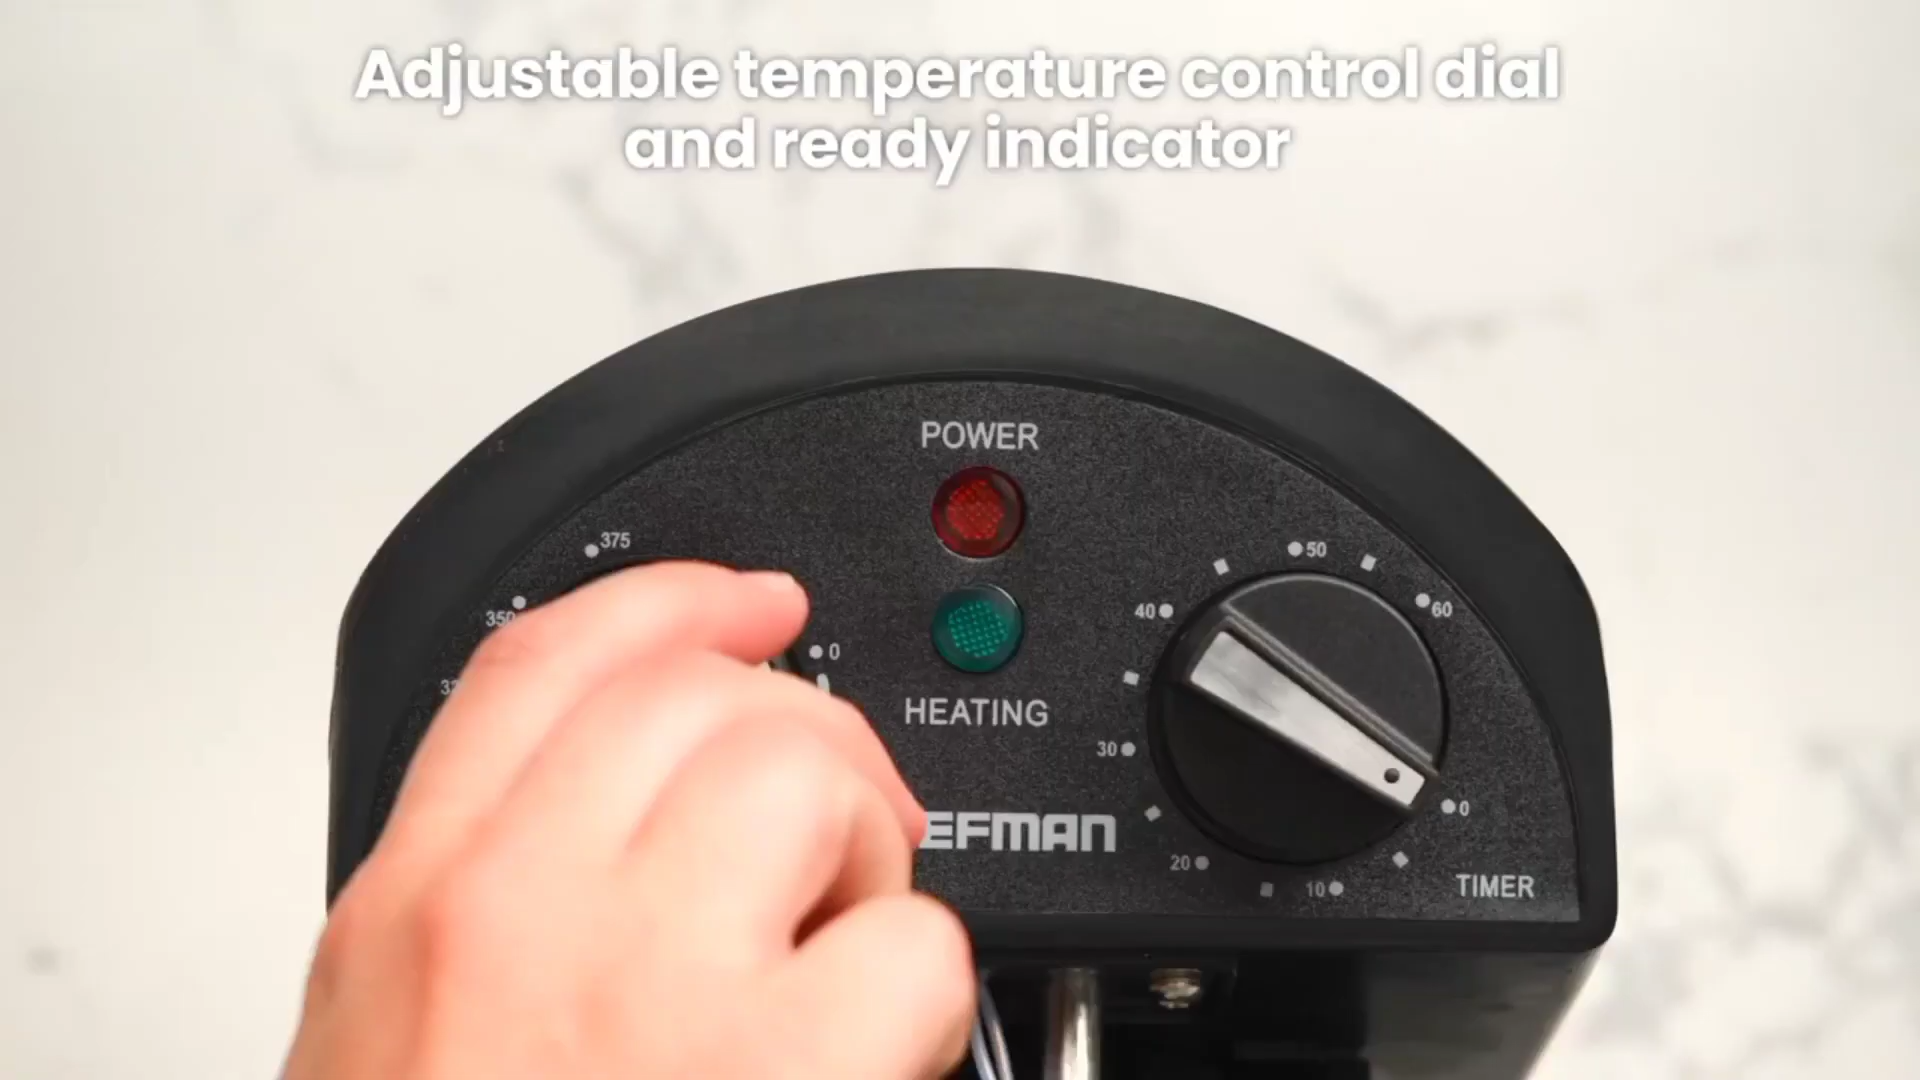 Adjustable temperature control dial
and ready indicator
POWER
375
350
0
HEATING
EFMAN
50
60
40
30
20
10
0
TIMER